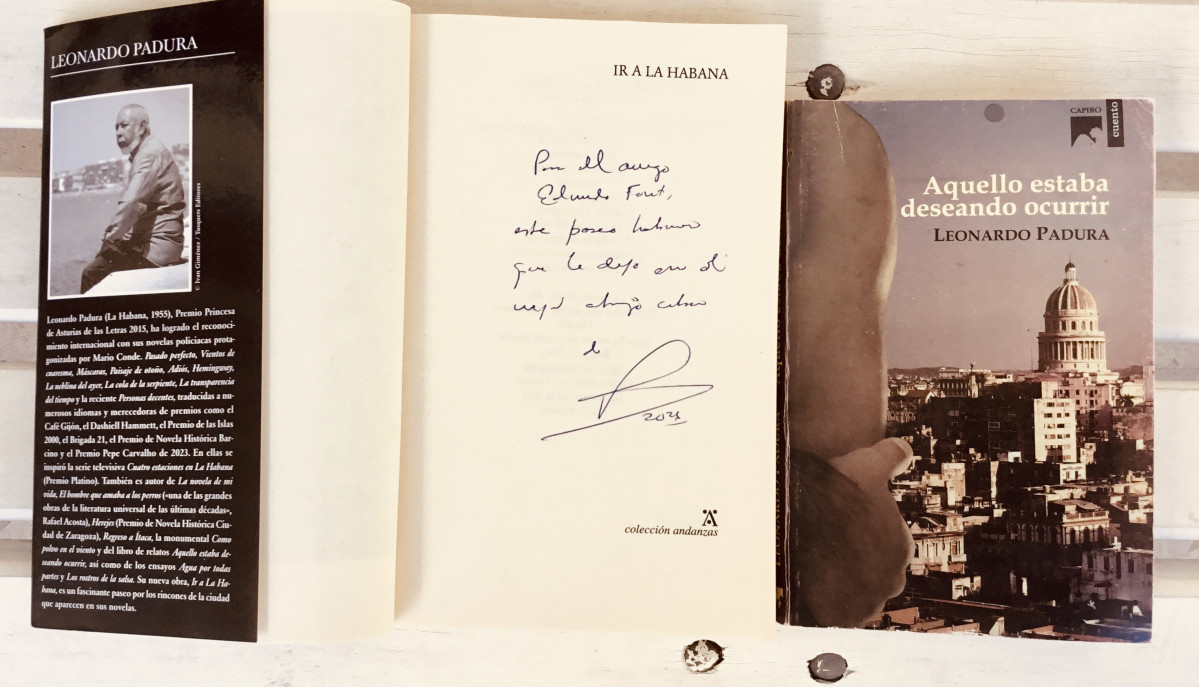 LEONARDO PADURA
© Iván Giménez / Tusquets Editores
Leonardo Padura (La Habana, 1955), Premio Princesa
de Asturias de las Letras 2015, ha logrado el reconoci-
miento internacional con sus novelas policiacas prota-
gonizadas por Mario Conde. Pasado perfecto, Vientos de
cuaresma, Máscaras, Paisaje de otoño, Adiós, Hemingway,
La neblina del ayer, La cola de la serpiente, La transparencia
del tiempo y la reciente Personas decentes, traducidas a nu-
merosos idiomas y merecedoras de premios como el
Café Gijón, el Dashiell Hammett, el Premio de las Islas
2000, el Brigada 21, el Premio de Novela Histórica Bar-
cino y el Premio Pepe Carvalho de 2023. En ellas se
inspiró la serie televisiva Cuatro estaciones en La Habana
(Premio Platino). También es autor de La novela de mi
vida, El hombre que amaba a los perros («una de las grandes
obras de la literatura universal de las últimas décadas»,
Rafael Acosta), Herejes (Premio de Novela Histórica Ciu-
dad de Zaragoza), Regreso a Ítaca, la monumental Como
polvo en el viento y del libro de relatos Aquello estaba de-
seando ocurrir, así como de los ensayos Agua por todas
partes y Los rostros de la salsa. Su nueva obra, Ir a La Ha-
bana, es un fascinante paseo por los rincones de la ciudad
que aparecen en sus novelas.
IR A LA HABANA
amigo
Font,
este paseo habanero
que le dejo en el
abrazo cubano
de
colección andanzas
CAPIRO
cuento
Aquello estaba
deseando ocurrir
LEONARDO PADURA